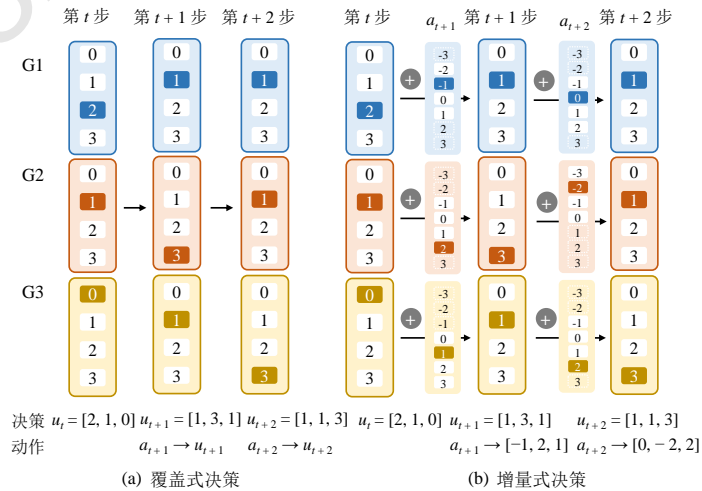 第 t 步 第 t+1 步 第 t+2 步 第 t 步 a_{t+1} 第 t+1 步 a_{t+2} 第 t+2 步
G1
0 0 0 0 -3 0 -3 0
1 1 1 1 -2 1 -2 1
2 2 2 2 -1 2 -1 2
3 3 3 3 0 3 0 3
1 1
2 2
3 3
+ +
G2
0 0 0 0 -3 0 -3 0
1 1 1 1 -2 1 -2 1
2 2 2 2 -1 2 -1 2
3 3 3 3 0 3 0 3
1 1
2 2
3 3
+ +
G3
0 0 0 0 -3 0 -3 0
1 1 1 1 -2 1 -2 1
2 2 2 2 -1 2 -1 2
3 3 3 3 0 3 0 3
1 1
2 2
3 3
+ +
决策 u_t = [2, 1, 0] u_{t+1} = [1, 3, 1] u_{t+2} = [1, 1, 3] u_t = [2, 1, 0] u_{t+1} = [1, 3, 1] u_{t+2} = [1, 1, 3]
动作 a_{t+1} → u_{t+1} a_{t+2} → u_{t+2} a_{t+1} → [-1, 2, 1] a_{t+2} → [0, -2, 2]
(a) 覆盖式决策 (b) 增量式决策